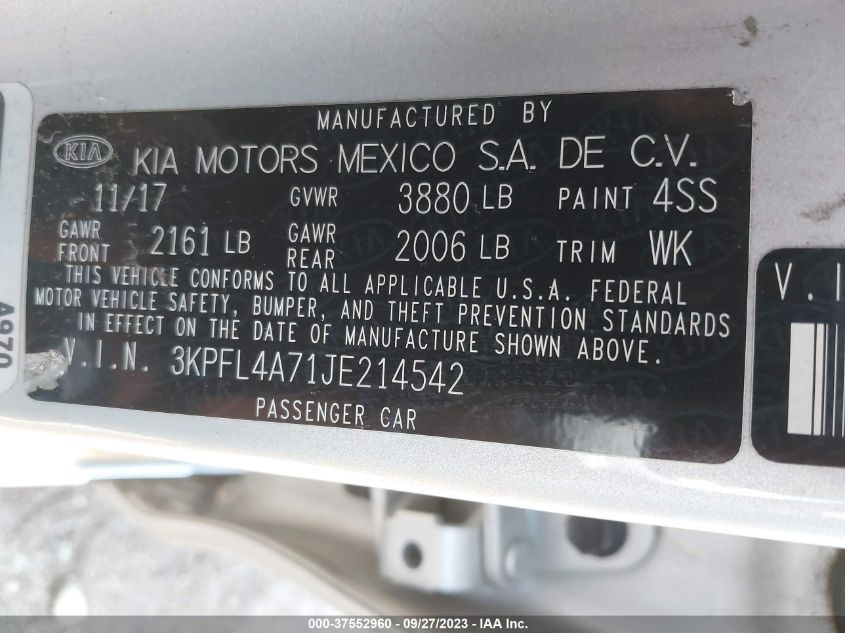 MANUFACTURED BY
KIA KIA MOTORS MEXICO S.A. DE C.V.
11/17 GVWR 3880 LB PAINT 4SS
GAWR FRONT 2161 LB GAWR REAR 2006 LB TRIM WK
THIS VEHICLE CONFORMS TO ALL APPLICABLE U.S.A. FEDERAL
MOTOR VEHICLE SAFETY, BUMPER, AND THEFT PREVENTION STANDARDS
IN EFFECT ON THE DATE OF MANUFACTURE SHOWN ABOVE.
V.I.N. 3KPFL4A71JE214542
PASSENGER CAR
A970
V.I
000-37552960 - 09/27/2023 - IAA Inc.